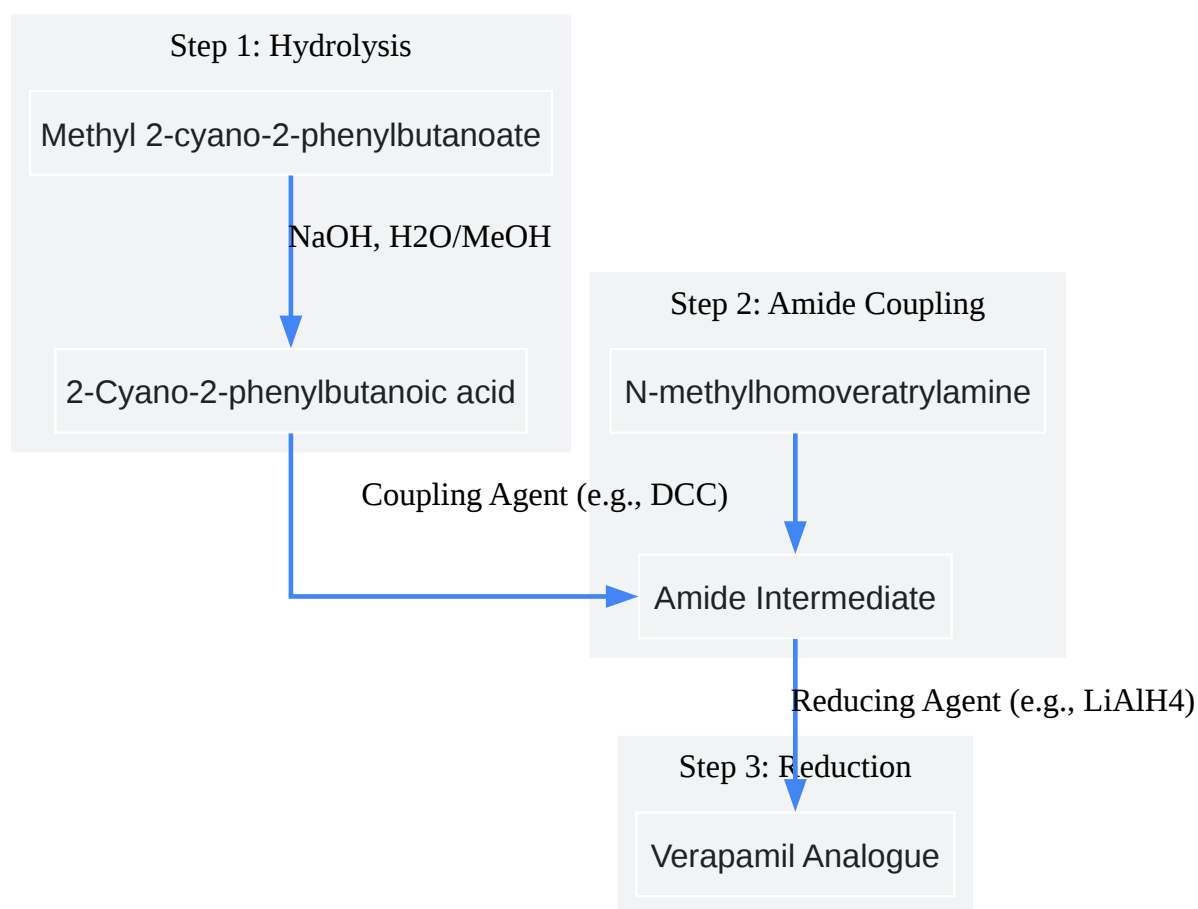 Step 1: Hydrolysis
Methyl 2-cyano-2-phenylbutanoate
NaOH, H2O/MeOH
2-Cyano-2-phenylbutanoic acid
Step 2: Amide Coupling
N-methylhomoveratrylamine
Coupling Agent (e.g., DCC)
Amide Intermediate
Reducing Agent (e.g., LiAlH4)
Step 3: Reduction
Verapamil Analogue